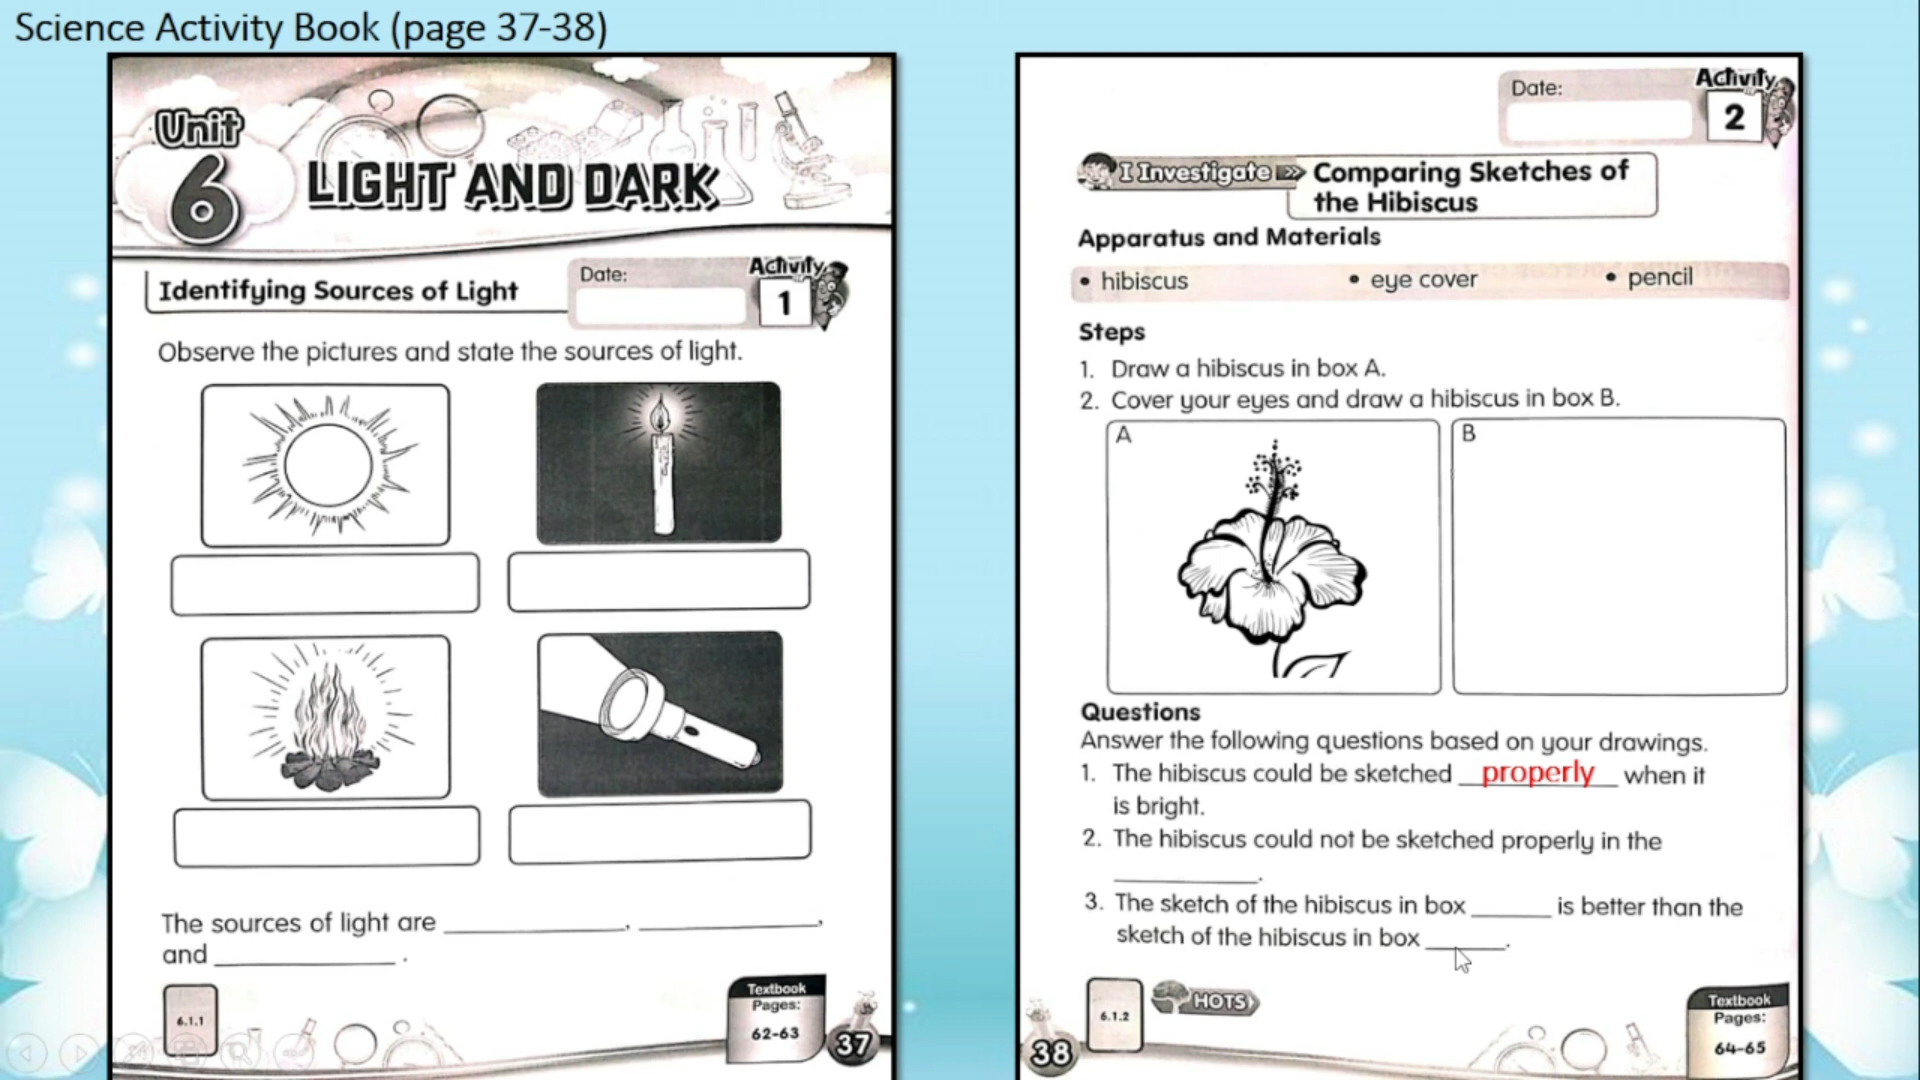 Science Activity Book (page 37-38)
Unit
6
LIGHT AND DARK
Identifying Sources of Light
Date:
Activity
1
Observe the pictures and state the sources of light.
The sources of light are ____________, ____________,
and ____________ .
6.1.1
Textbook
Pages:
62-63
37
Date:
Activity
2
I Investigate »
Comparing Sketches of
the Hibiscus
Apparatus and Materials
• hibiscus • eye cover • pencil
Steps
1. Draw a hibiscus in box A.
2. Cover your eyes and draw a hibiscus in box B.
A
B
Questions
Answer the following questions based on your drawings.
1. The hibiscus could be sketched properly when it
is bright.
2. The hibiscus could not be sketched properly in the
____________.
3. The sketch of the hibiscus in box ______ is better than the
sketch of the hibiscus in box ______.
6.1.2
HOTS
Textbook
Pages:
64-65
38